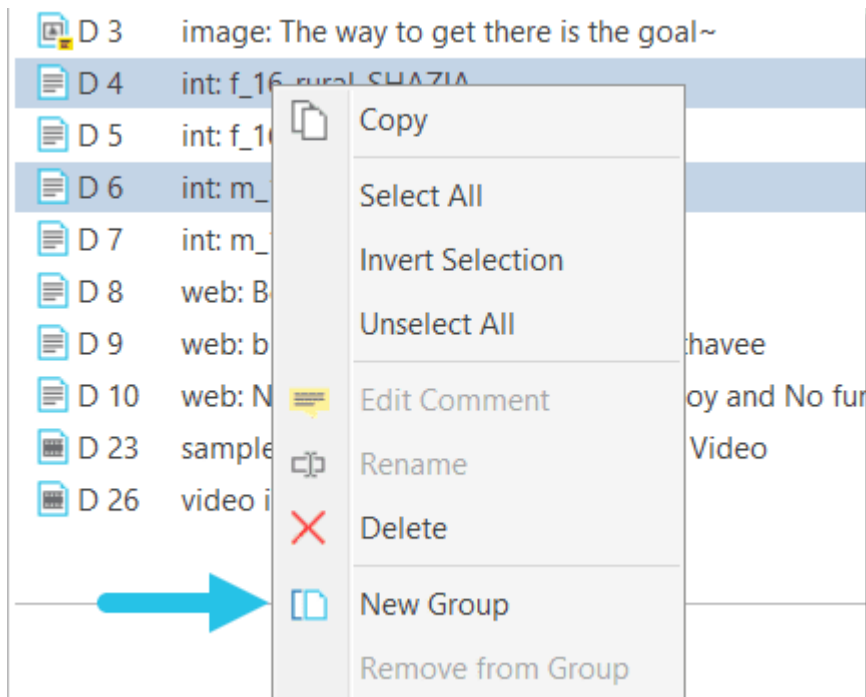 D 3 image: The way to get there is the goal~
D 4 int: f_16_rural_SHAZIA
D 5 int: f_16
D 6 int: m_
D 7 int: m_
D 8 web: B
D 9 web: b thavee
D 10 web: N oy and No fur
D 23 sample Video
D 26 video i
Copy
Select All
Invert Selection
Unselect All
Edit Comment
Rename
Delete
New Group
Remove from Group